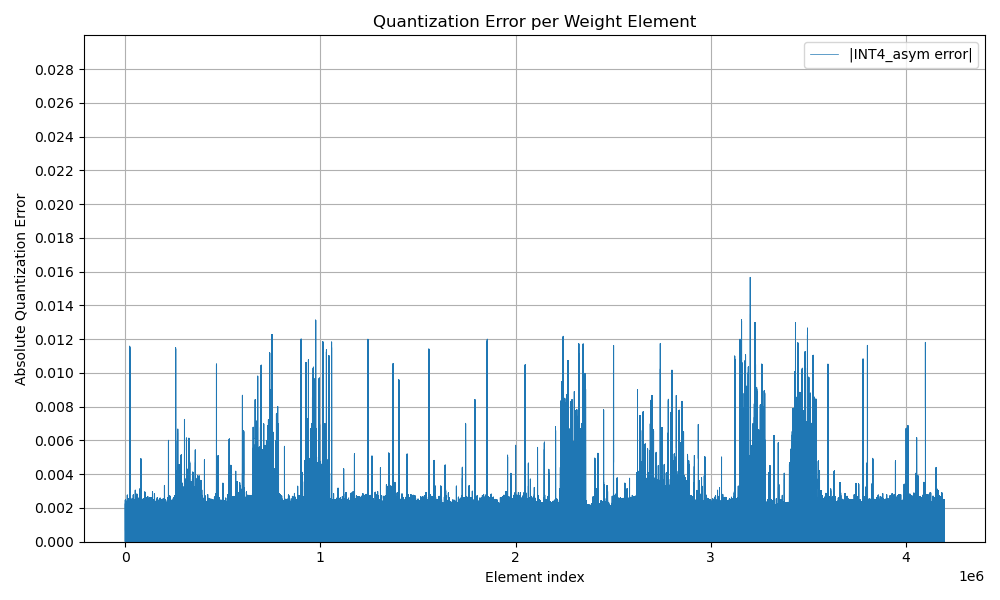 Quantization Error per Weight Element
|INT4_asym error|
0.028
0.026
0.024
0.022
0.020
0.018
0.016
0.014
0.012
0.010
0.008
0.006
0.004
0.002
0.000
Absolute Quantization Error
0 1 2 3 4
1e6
Element index